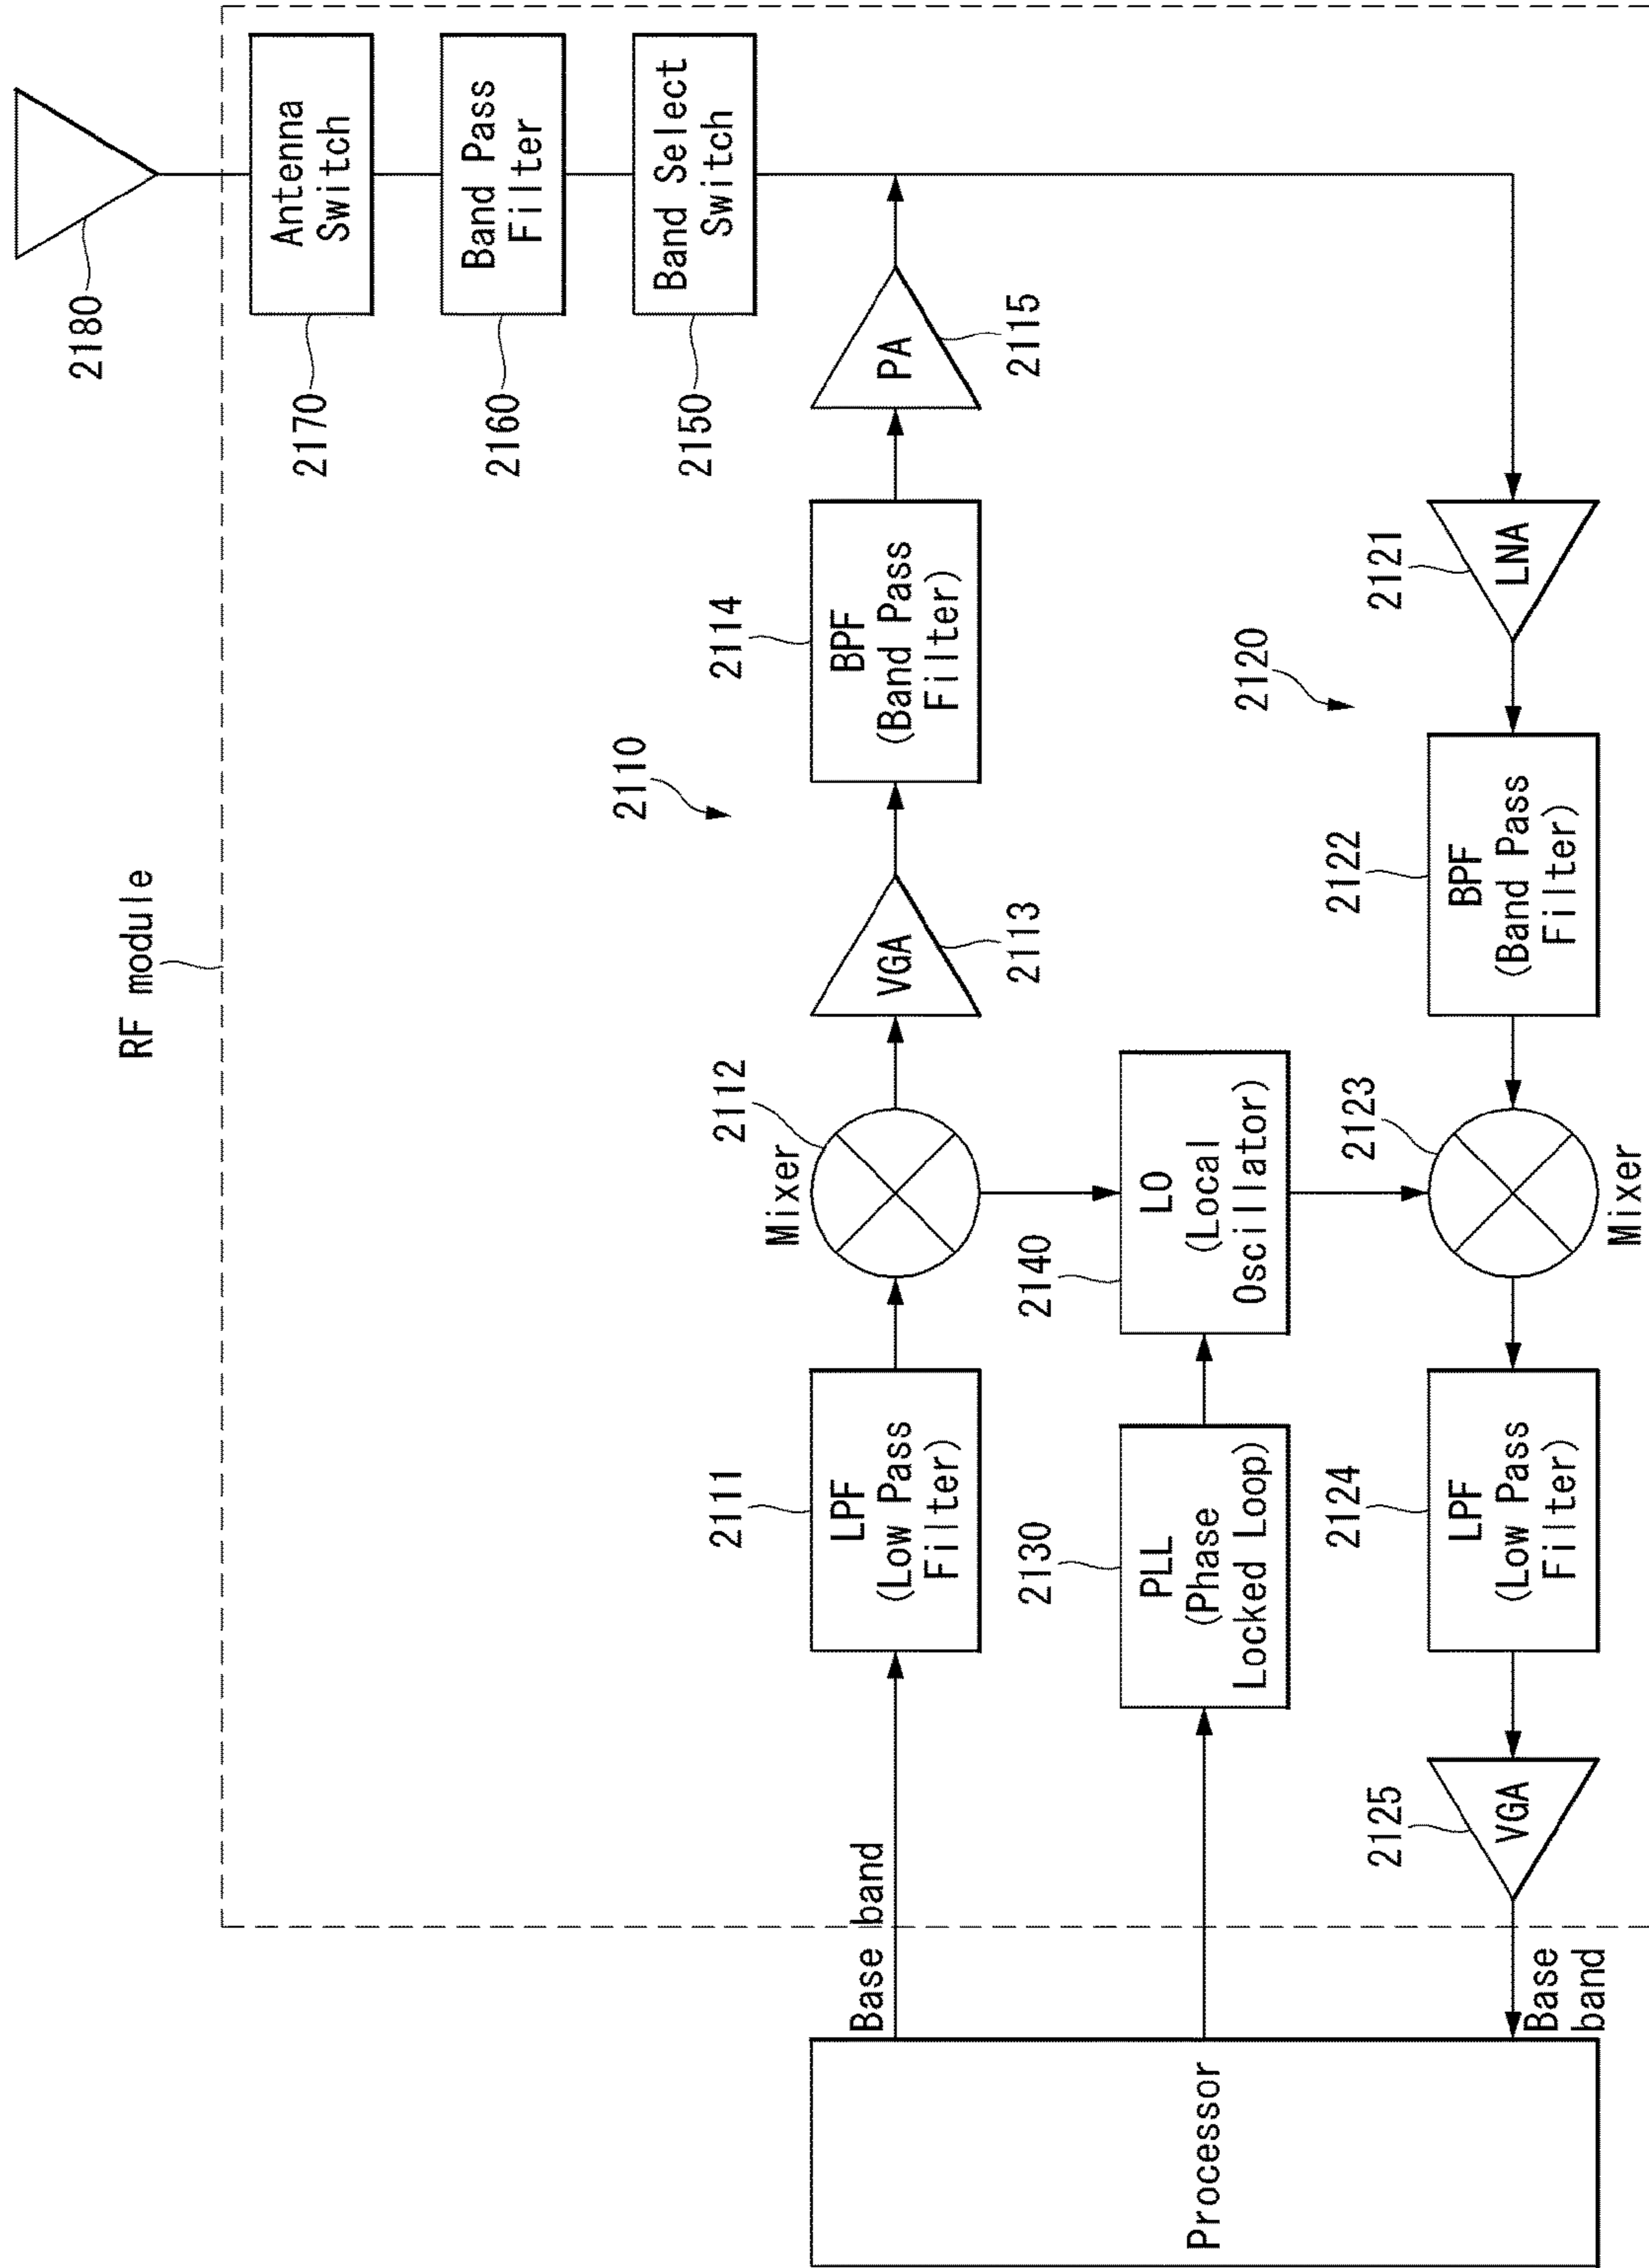 RF module
2180
Antenna
Switch
2170
Band Pass
Filter
2160
Band Select
Switch
2150
2110
Base band
LPF
(Low Pass
Filter)
2111
Mixer
2112
VGA
2113
BPF
(Band Pass
Filter)
2114
PA
2115
Processor
PLL
(Phase
Locked Loop)
2130
LO
(Local
Oscillator)
2140
2120
LNA
2121
BPF
(Band Pass
Filter)
2122
2123
Mixer
LPF
(Low Pass
Filter)
2124
VGA
2125
Base
band